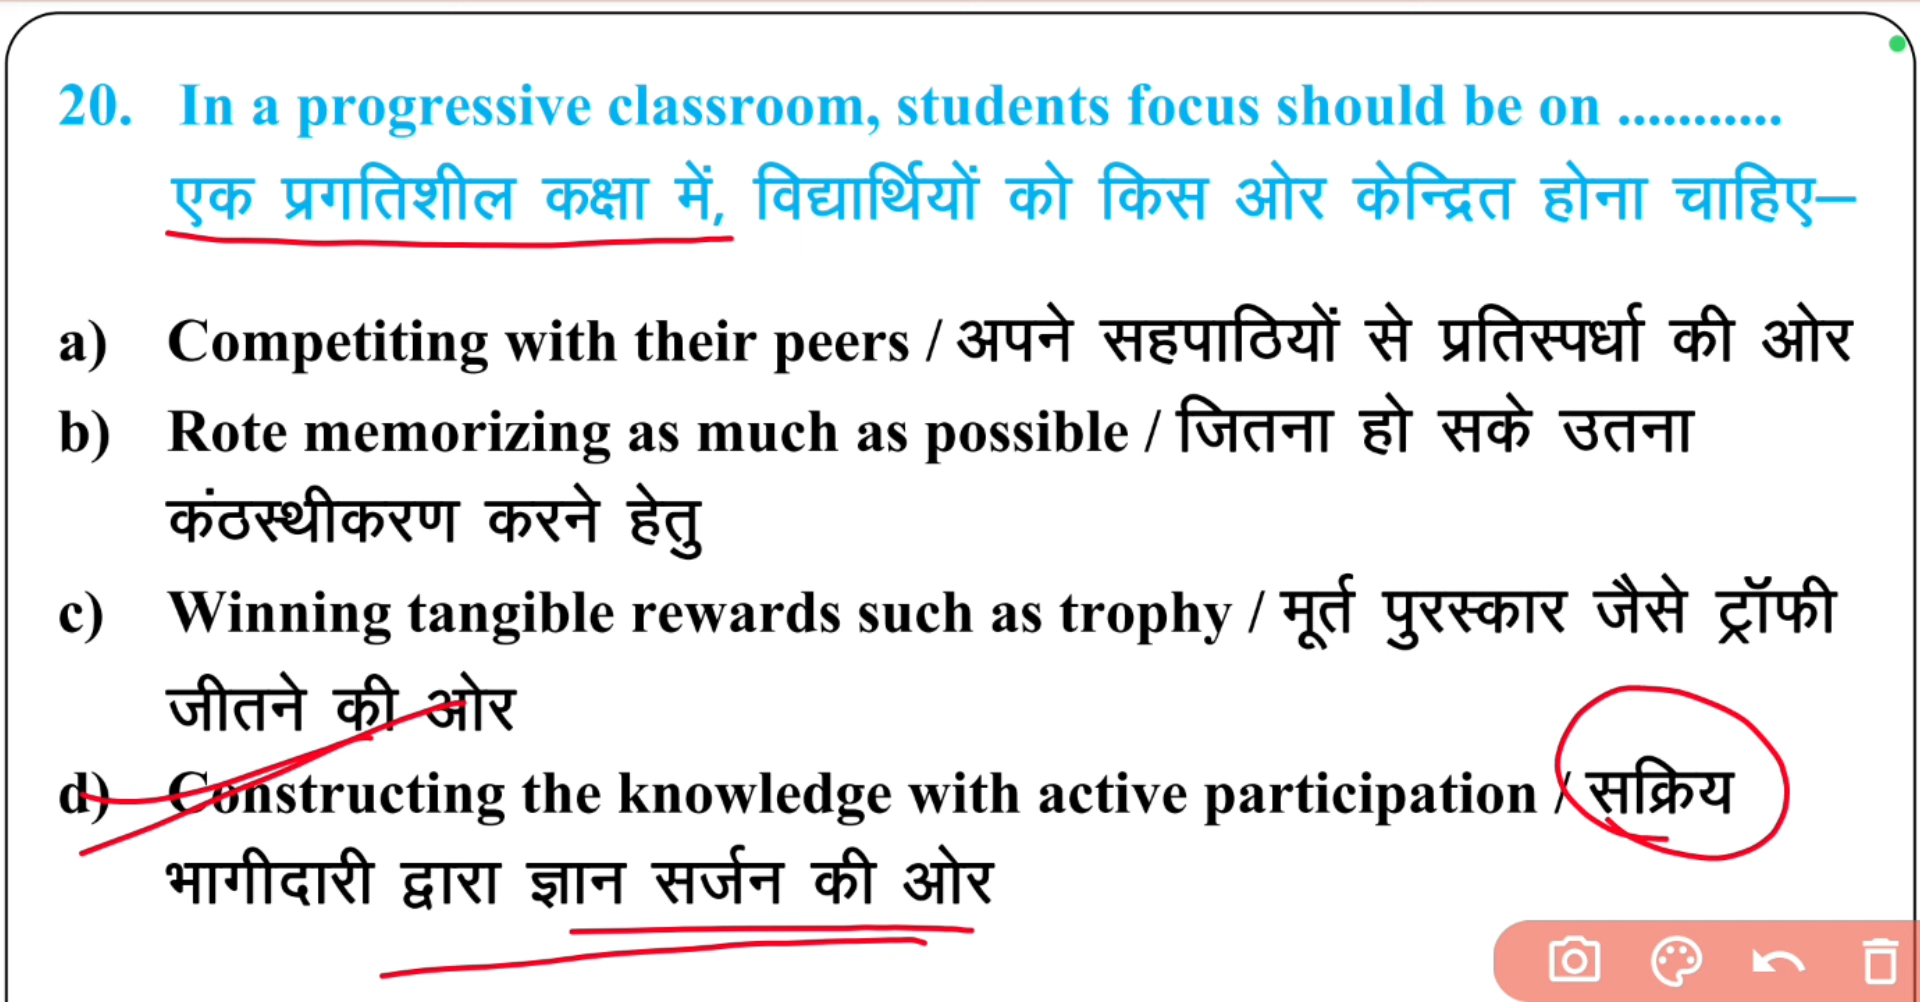 20. In a progressive classroom, students focus should be on ...........
एक प्रगतिशील कक्षा में, विद्यार्थियों को किस ओर केन्द्रित होना चाहिए–
a) Competiting with their peers / अपने सहपाठियों से प्रतिस्पर्धा की ओर
b) Rote memorizing as much as possible / जितना हो सके उतना
कंठस्थीकरण करने हेतु
c) Winning tangible rewards such as trophy / मूर्त पुरस्कार जैसे ट्रॉफी
जीतने की ओर
d) Constructing the knowledge with active participation / सक्रिय
भागीदारी द्वारा ज्ञान सर्जन की ओर